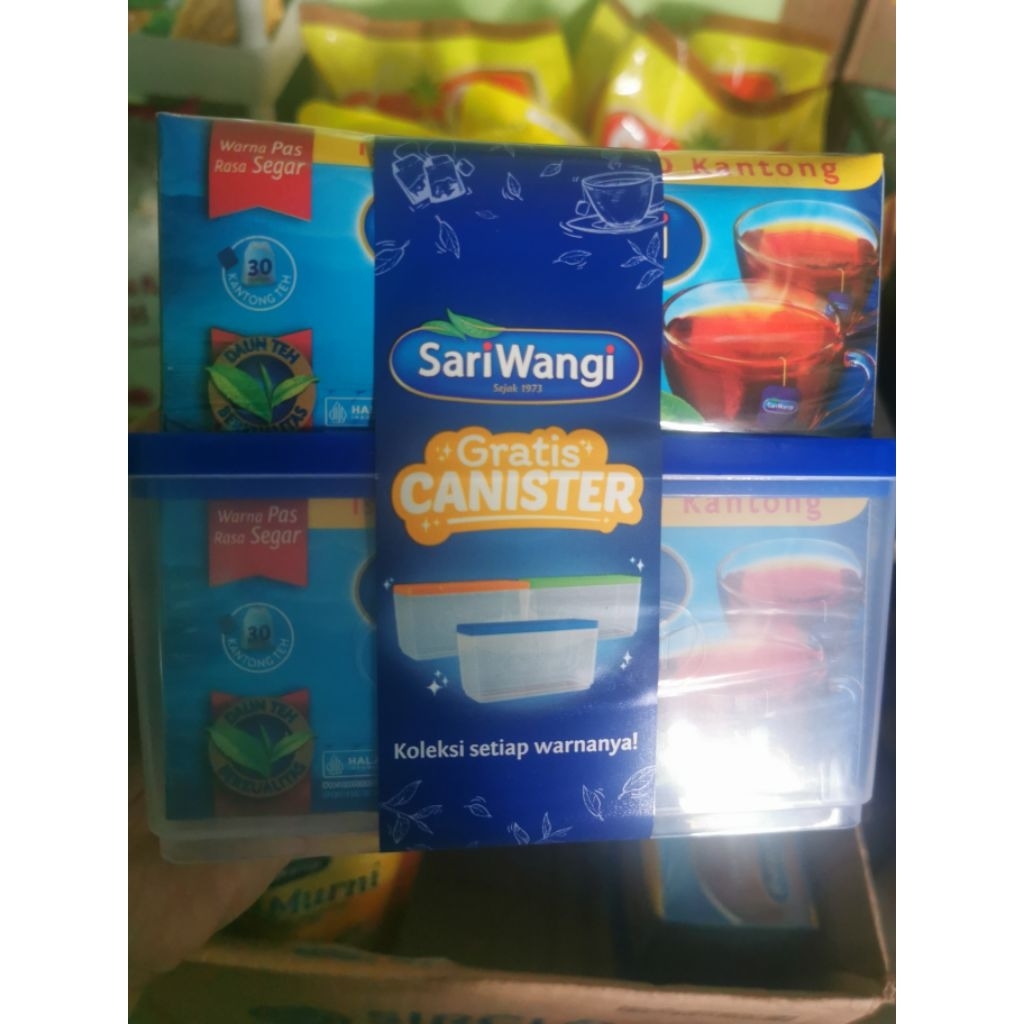 Warna Pas
Rasa Segar
Kantong
30
KANTONG TEH
DAUN TEH
BERKUALITAS
SariWangi
Sejak 1973
Gratis
CANISTER
Warna Pas
Rasa Segar
Kantong
30
KANTONG TEH
DAUN TEH
BERKUALITAS
Koleksi setiap warnanya!
SariWangi
Murni